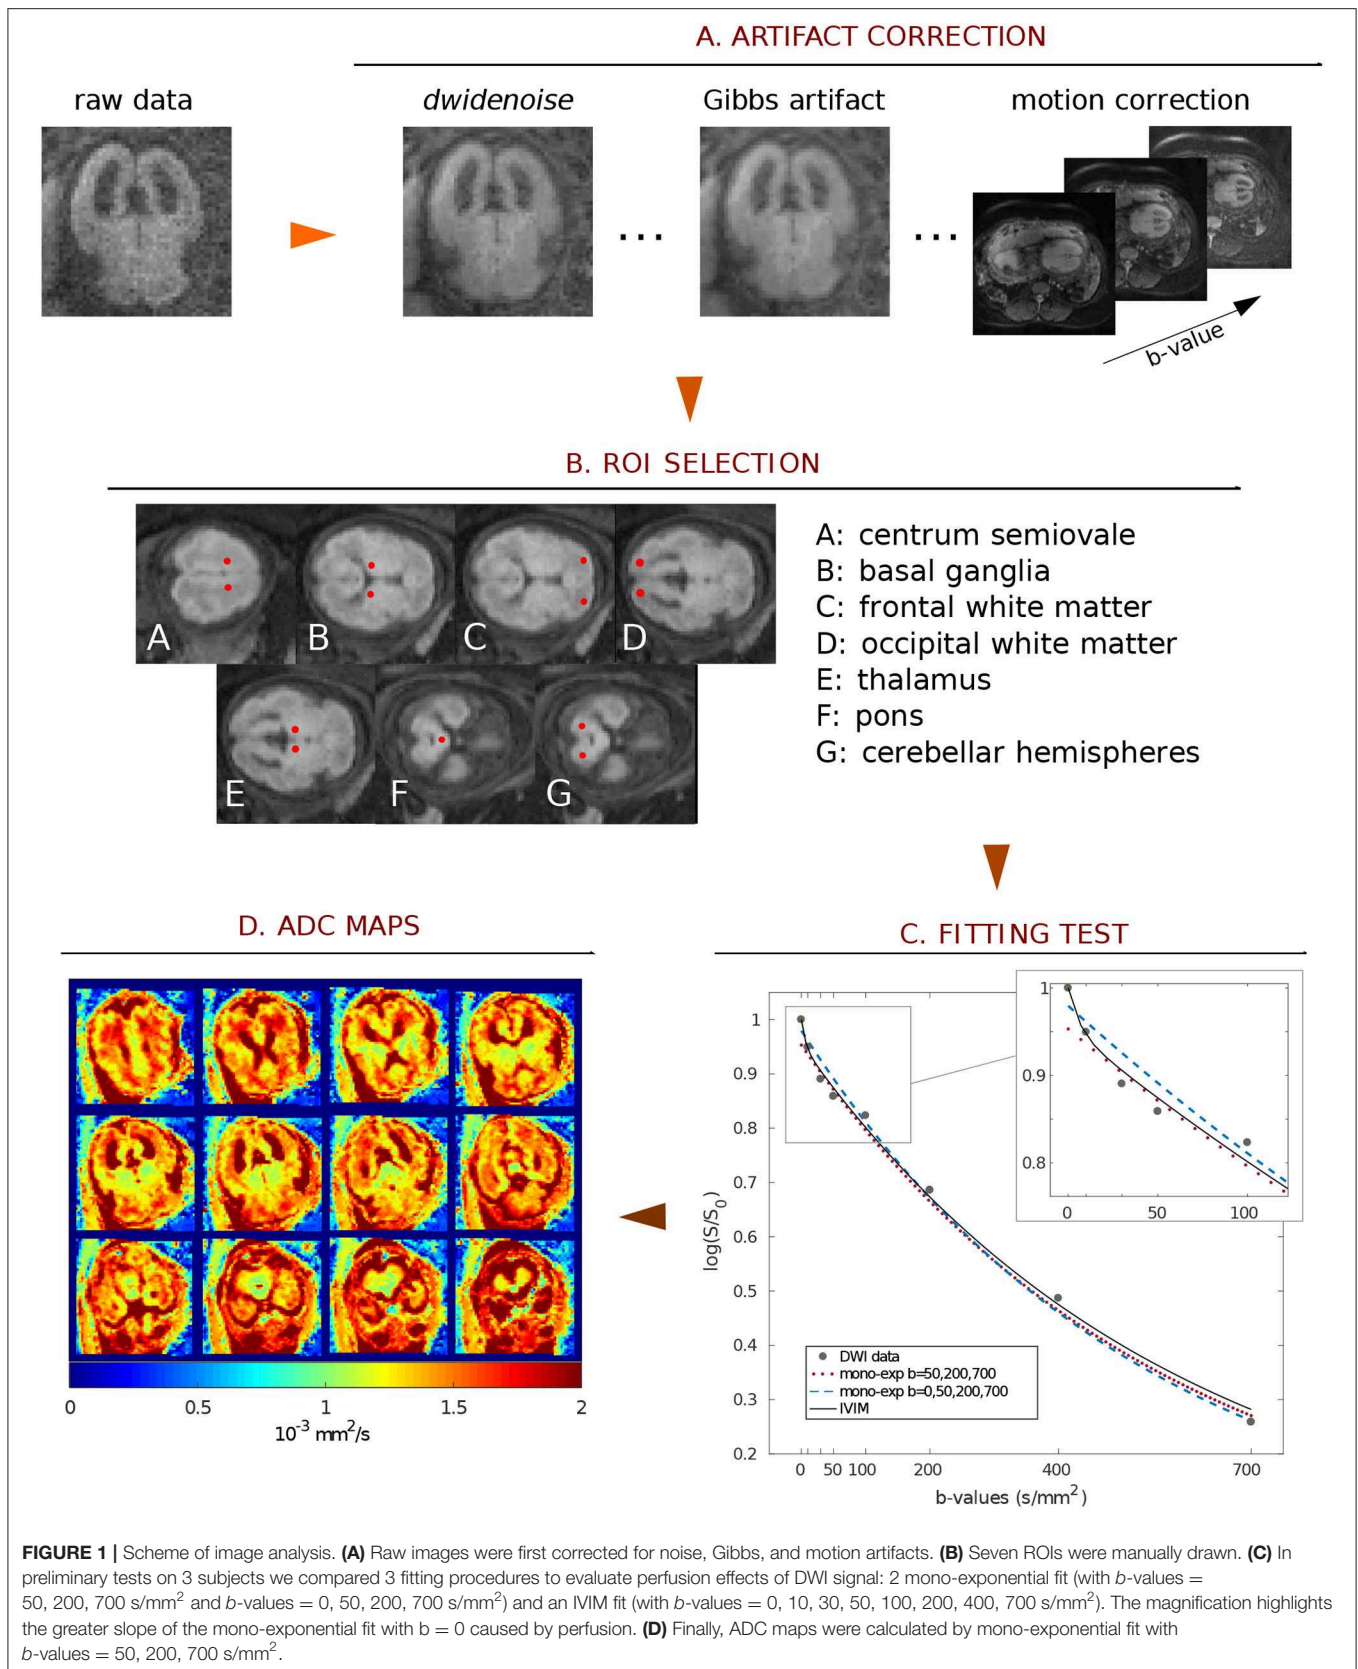 A. ARTIFACT CORRECTION
raw data
dwidenoise
Gibbs artifact
motion correction
...
...
b-value
B. ROI SELECTION
A
B
C
D
E
F
G
A: centrum semiovale
B: basal ganglia
C: frontal white matter
D: occipital white matter
E: thalamus
F: pons
G: cerebellar hemispheres
D. ADC MAPS
0
0.5
1
1.5
2
10⁻³ mm²/s
C. FITTING TEST
1
0.9
0.8
0.7
0.6
0.5
0.4
0.3
0.2
log(S/S₀)
0
50
100
200
400
700
b-values (s/mm²)
1
0.9
0.8
0
50
100
DWI data
mono-exp b=50,200,700
mono-exp b=0,50,200,700
IVIM
FIGURE 1 | Scheme of image analysis. (A) Raw images were first corrected for noise, Gibbs, and motion artifacts. (B) Seven ROIs were manually drawn. (C) In
preliminary tests on 3 subjects we compared 3 fitting procedures to evaluate perfusion effects of DWI signal: 2 mono-exponential fit (with b-values =
50, 200, 700 s/mm² and b-values = 0, 50, 200, 700 s/mm²) and an IVIM fit (with b-values = 0, 10, 30, 50, 100, 200, 400, 700 s/mm²). The magnification highlights
the greater slope of the mono-exponential fit with b = 0 caused by perfusion. (D) Finally, ADC maps were calculated by mono-exponential fit with
b-values = 50, 200, 700 s/mm².